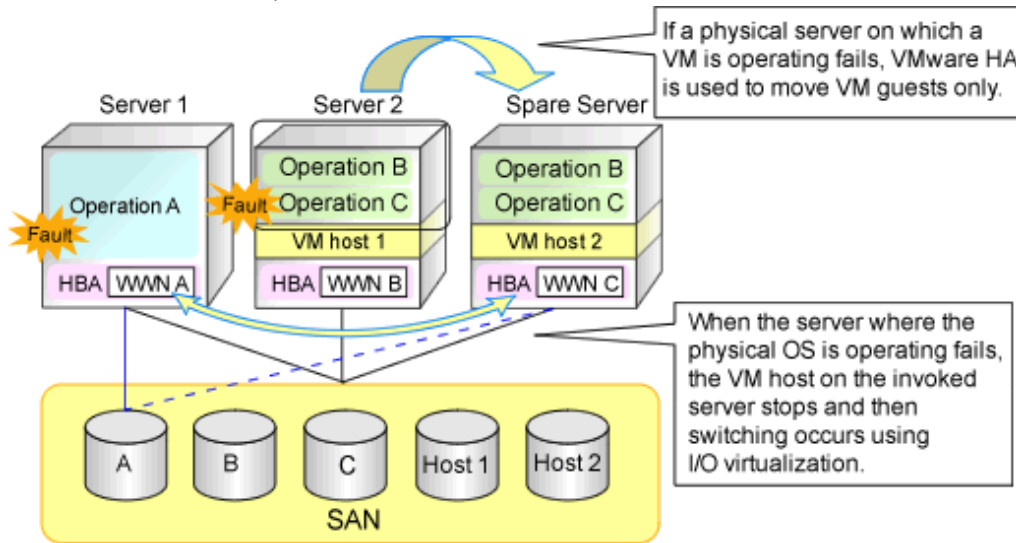 If a physical server on which a
VM is operating fails, VMware HA
is used to move VM guests only.
Server 1
Server 2
Spare Server
Operation A
Fault
HBA
WWN A
Operation B
Fault
Operation C
VM host 1
HBA
WWN B
Operation B
Operation C
VM host 2
HBA
WWN C
When the server where the
physical OS is operating fails,
the VM host on the invoked
server stops and then
switching occurs using
I/O virtualization.
A
B
C
Host 1
Host 2
SAN